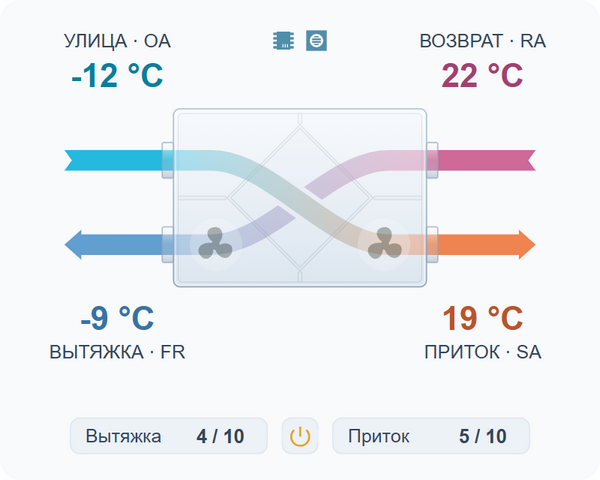 УЛИЦА · OA
ВОЗВРАТ · RA
-12 °C
22 °C
-9 °C
19 °C
ВЫТЯЖКА · FR
ПРИТОК · SA
Вытяжка 4 / 10
Приток 5 / 10